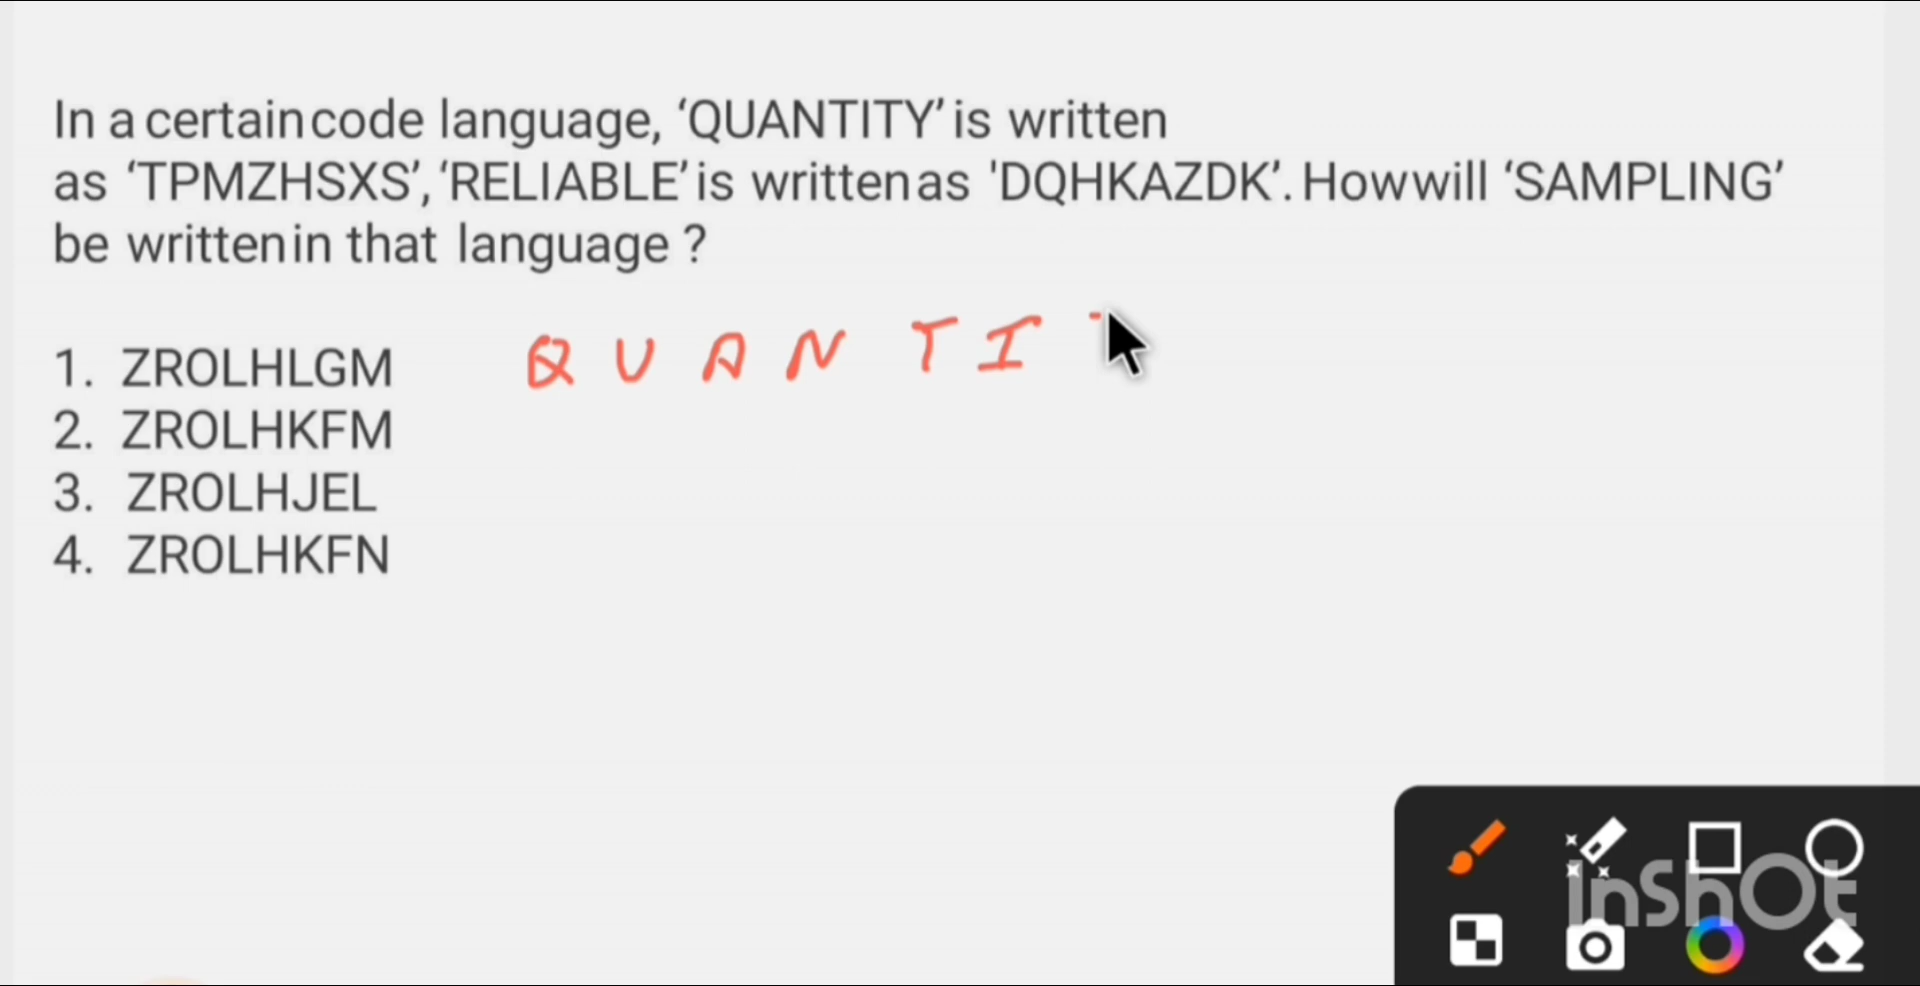 In a certain code language, ‘QUANTITY’ is written
as ‘TPMZHSXS’, ‘RELIABLE’ is written as 'DQHKAZDK’. How will ‘SAMPLING’
be written in that language ?
1. ZROLHLGM
2. ZROLHKFM
3. ZROLHJEL
4. ZROLHKFN
Q U A N T I
InShOt